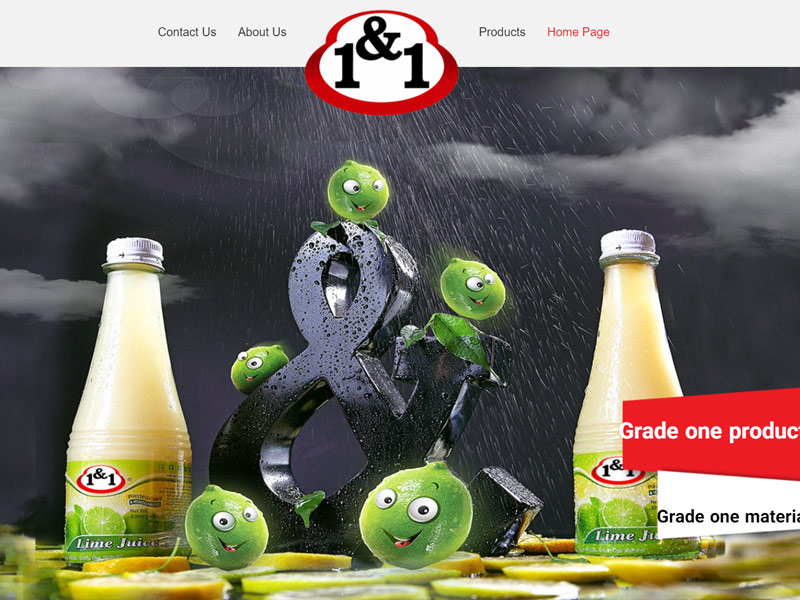 Contact Us
About Us
1&1
Products
Home Page
Grade one product
Grade one materia
1&1
Lime Juice
1&1
Lime Ju